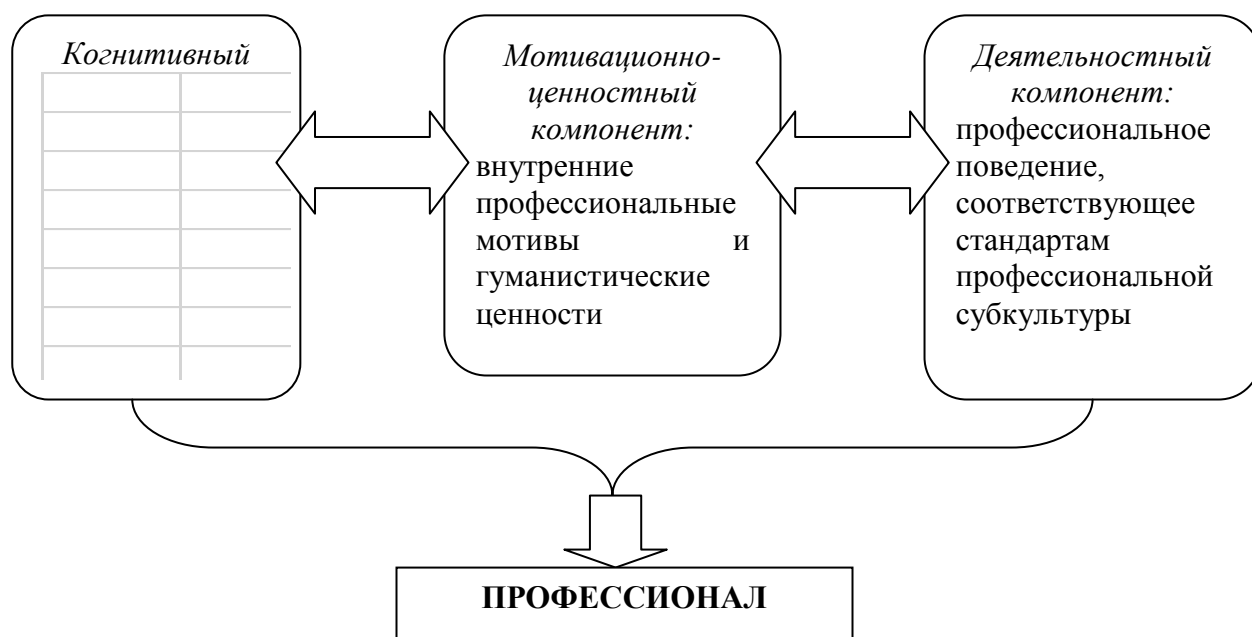 Когнитивный
Мотивационно-
ценностный
компонент:
внутренние
профессиональные
мотивы и
гуманистические
ценности
Деятельностный
компонент:
профессиональное
поведение,
соответствующее
стандартам
профессиональной
субкультуры
ПРОФЕССИОНАЛ